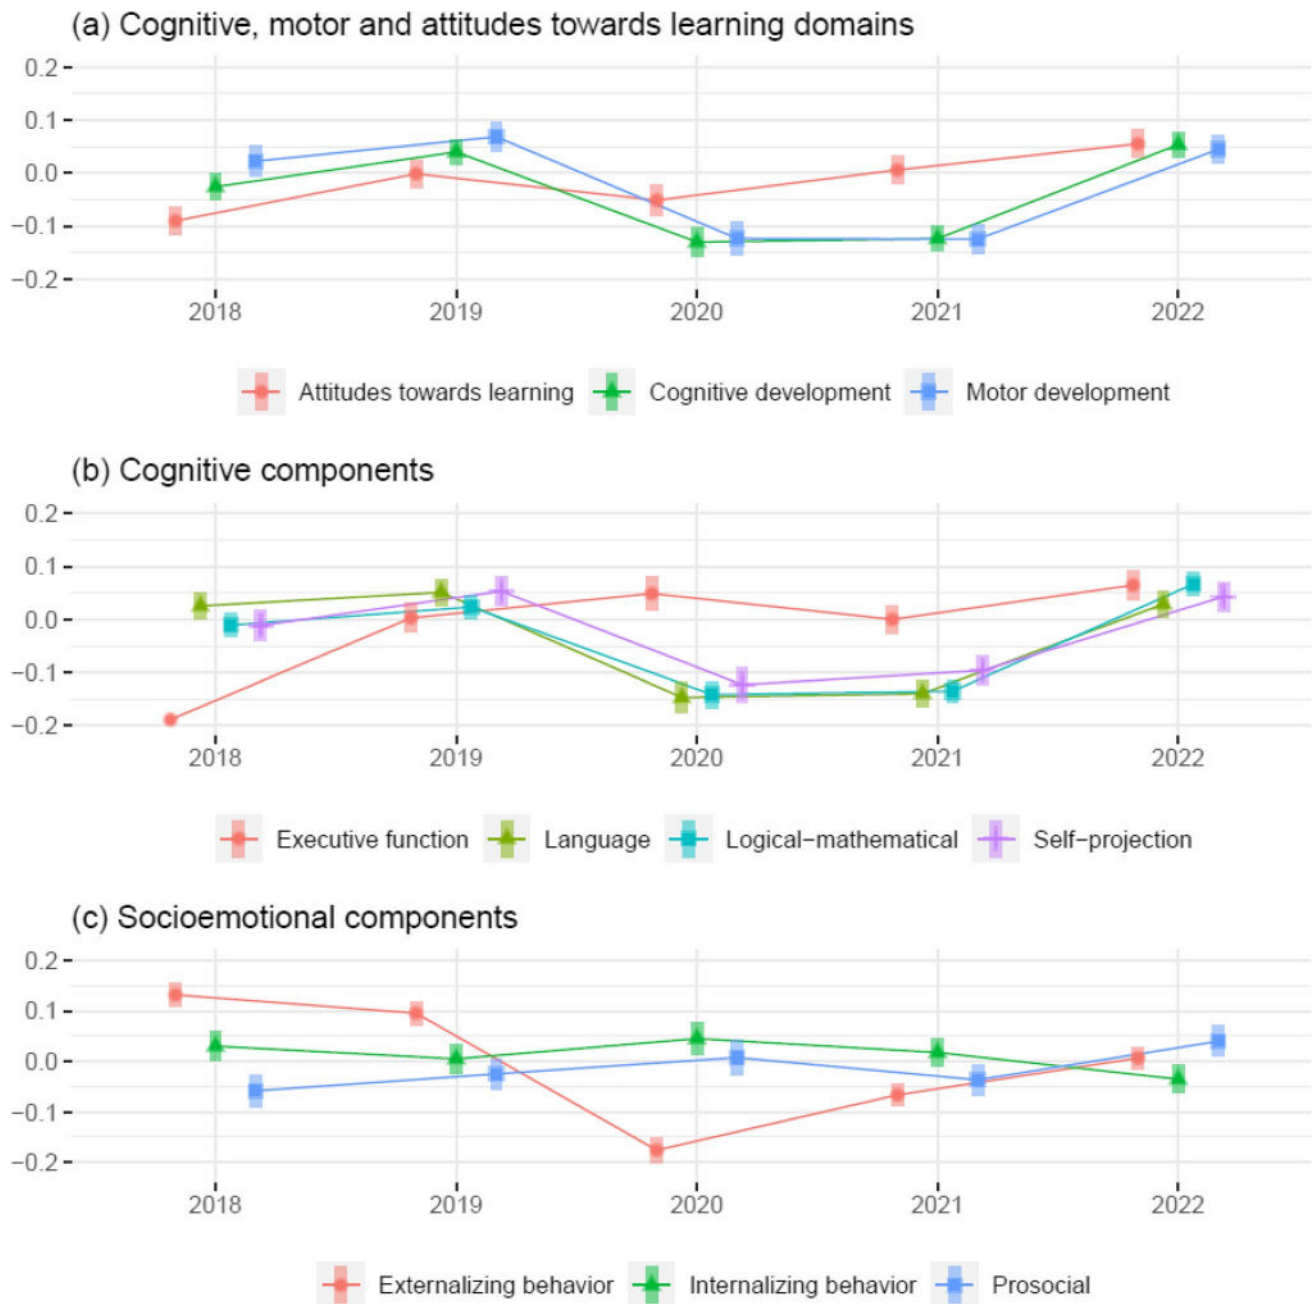 (a) Cognitive, motor and attitudes towards learning domains
0.2
0.1
0.0
−0.1
−0.2
2018 2019 2020 2021 2022
Attitudes towards learning Cognitive development Motor development
(b) Cognitive components
0.2
0.1
0.0
−0.1
−0.2
2018 2019 2020 2021 2022
Executive function Language Logical−mathematical Self−projection
(c) Socioemotional components
0.2
0.1
0.0
−0.1
−0.2
2018 2019 2020 2021 2022
Externalizing behavior Internalizing behavior Prosocial